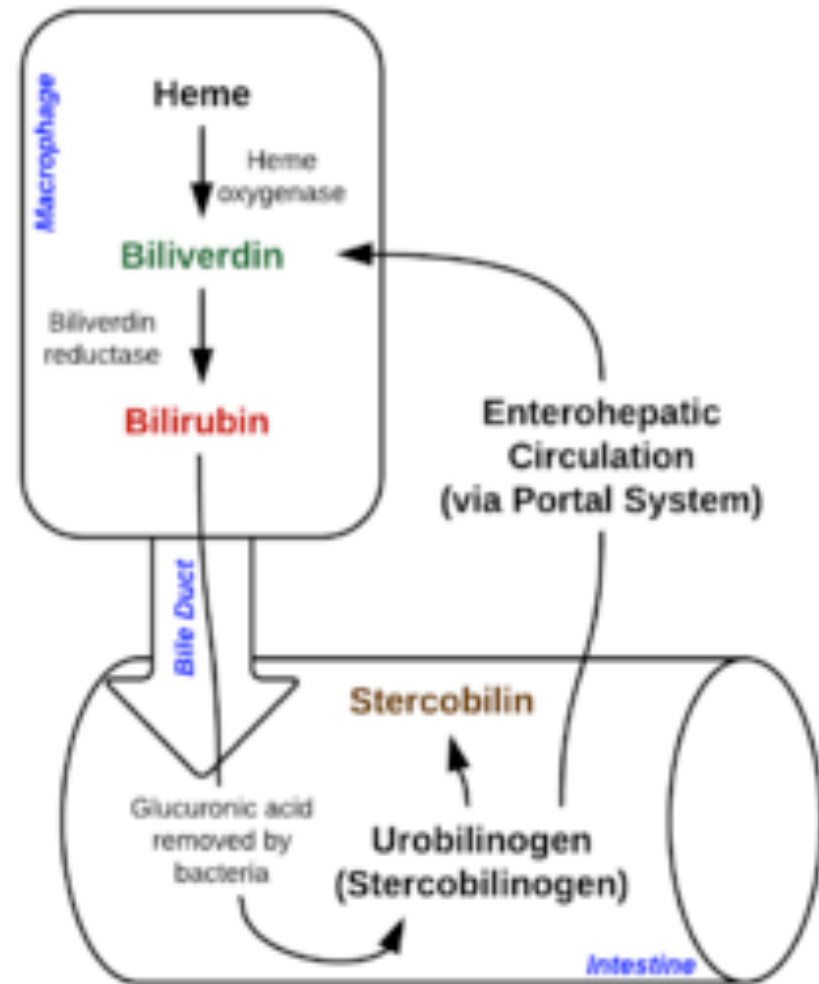 Macrophage
Heme
Heme
oxygenase
Biliverdin
Biliverdin
reductase
Bilirubin
Enterohepatic
Circulation
(via Portal System)
Bile Duct
Stercobilin
Glucuronic acid
removed by
bacteria
Urobilinogen
(Stercobilinogen)
Intestine